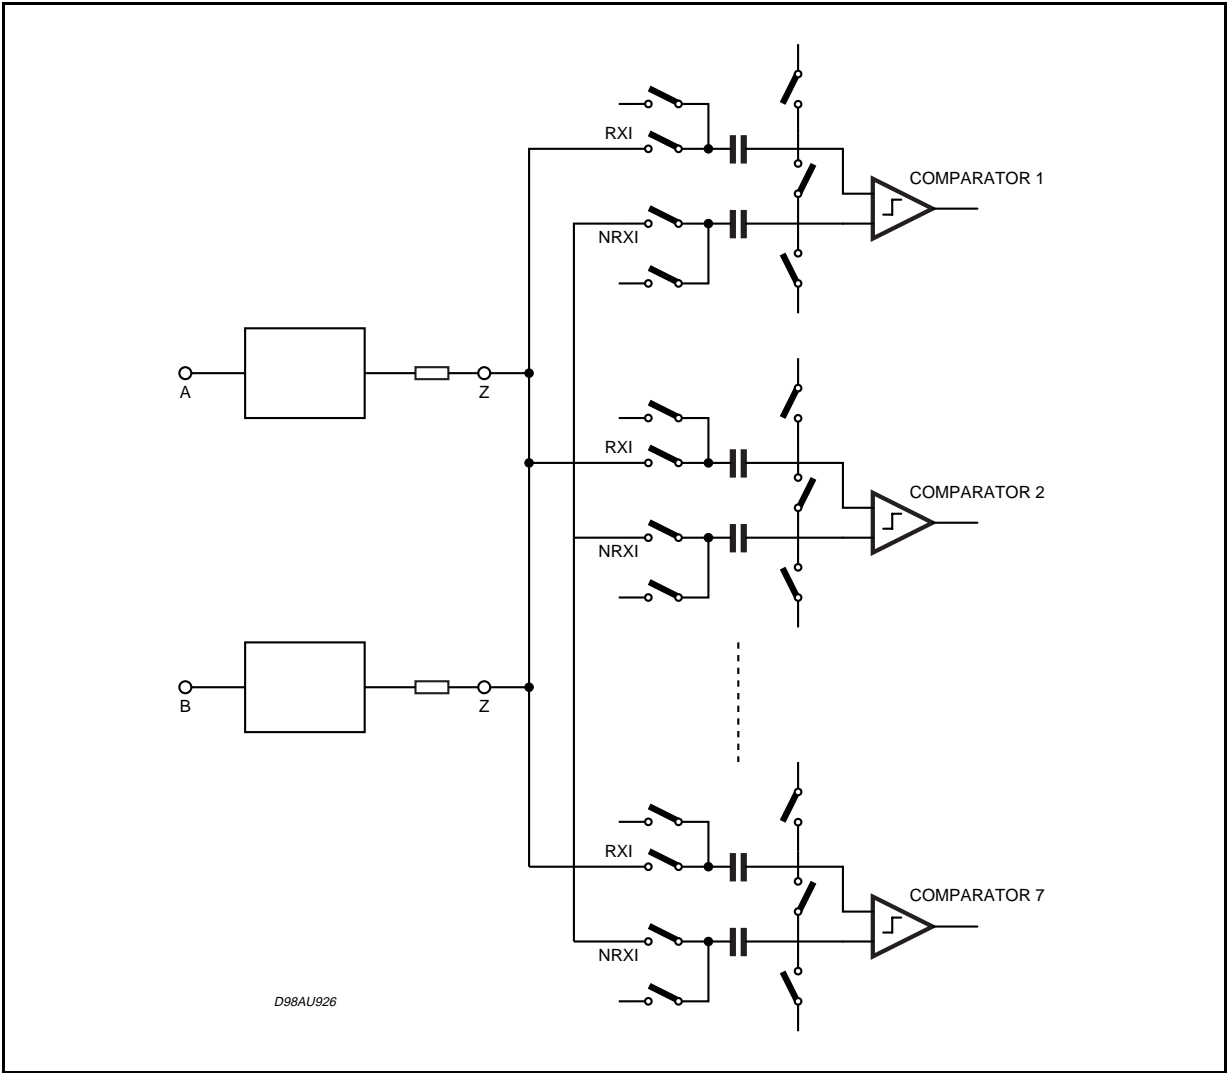 RXI
COMPARATOR 1
NRXI
A
Z
RXI
COMPARATOR 2
NRXI
B
Z
RXI
COMPARATOR 7
NRXI
D98AU926